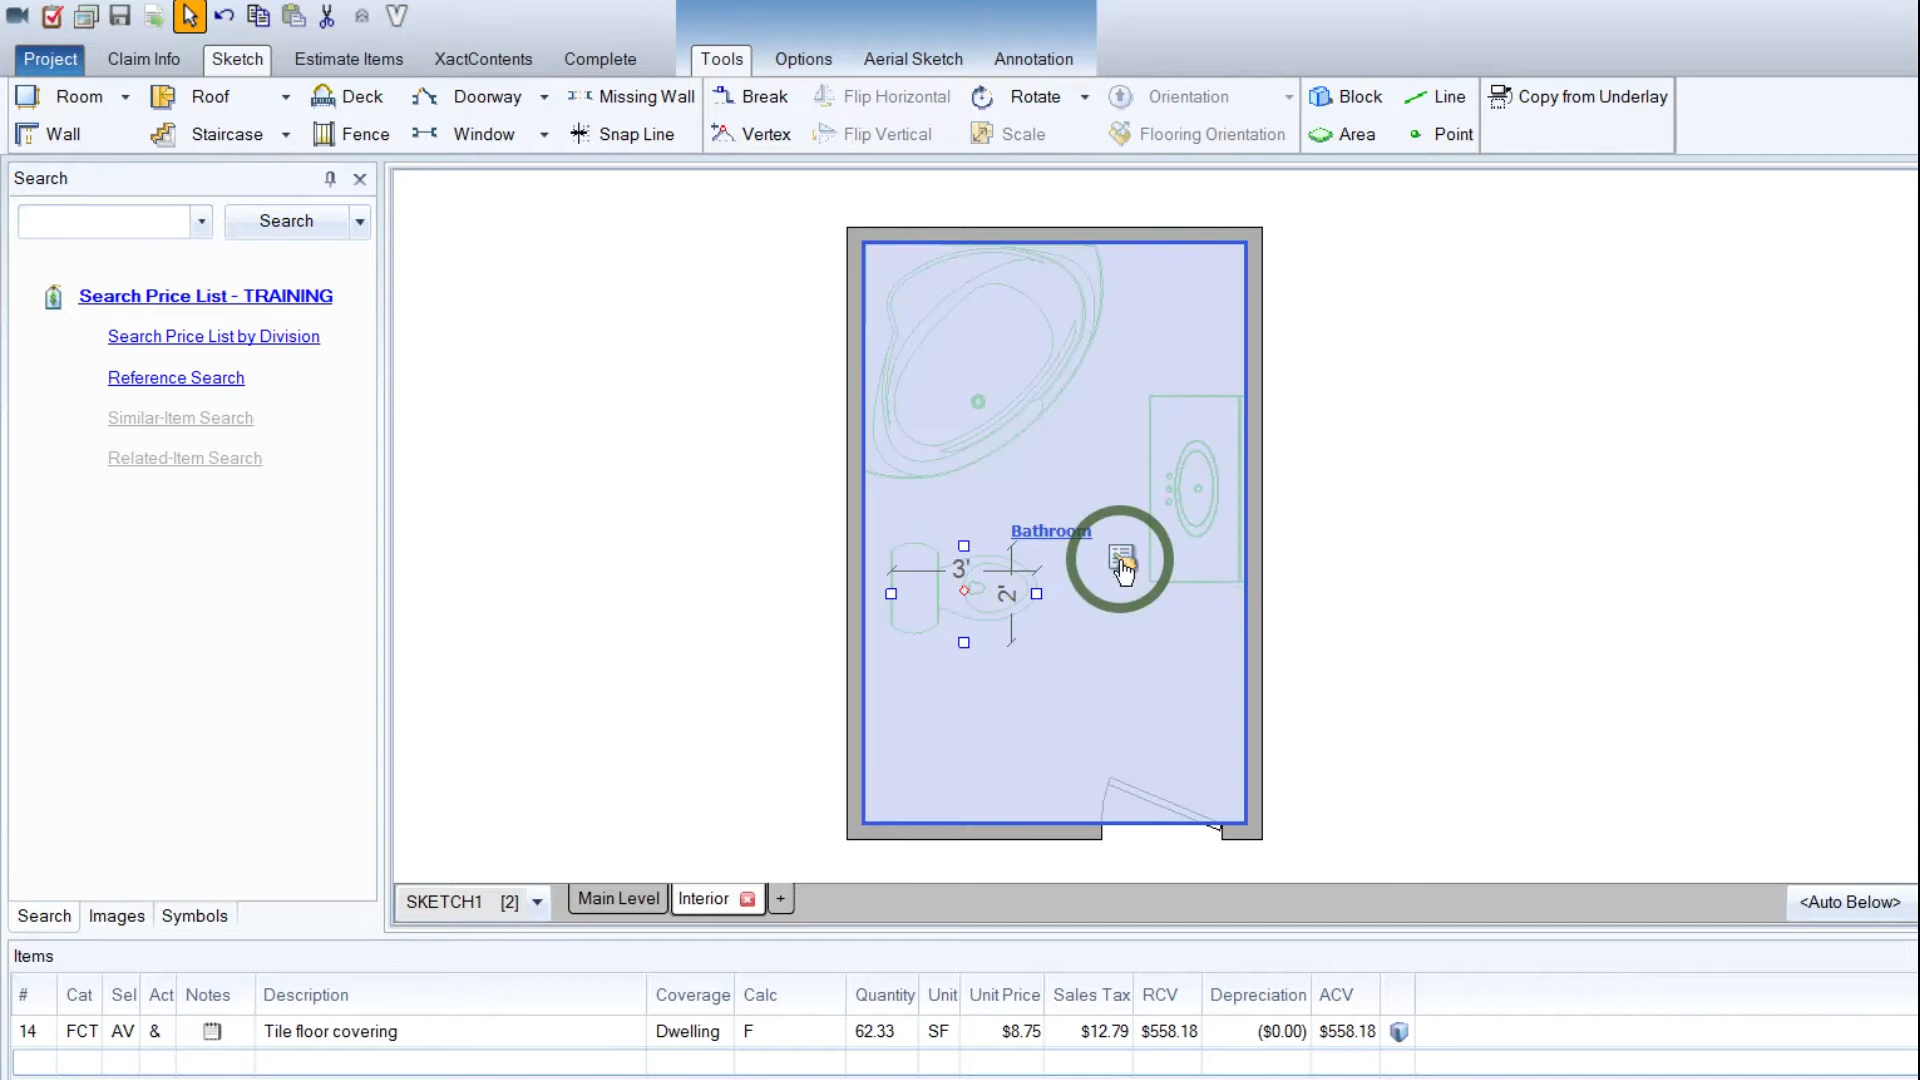 Project Claim Info Sketch Estimate Items XactContents Complete Tools Options Aerial Sketch Annotation
Room Roof Deck Doorway Missing Wall Break Flip Horizontal Rotate Orientation Block Line Copy from Underlay
Wall Staircase Fence Window Snap Line Vertex Flip Vertical Scale Flooring Orientation Area Point
Search
Search
Search Price List - TRAINING
Search Price List by Division
Reference Search
Similar-Item Search
Related-Item Search
Bathroom
3'
2'
SKETCH1 [2] Main Level Interior + <Auto Below>
Search Images Symbols
Items
# Cat Sel Act Notes Description Coverage Calc Quantity Unit Unit Price Sales Tax RCV Depreciation ACV
14 FCT AV & Tile floor covering Dwelling F 62.33 SF $8.75 $12.79 $558.18 ($0.00) $558.18